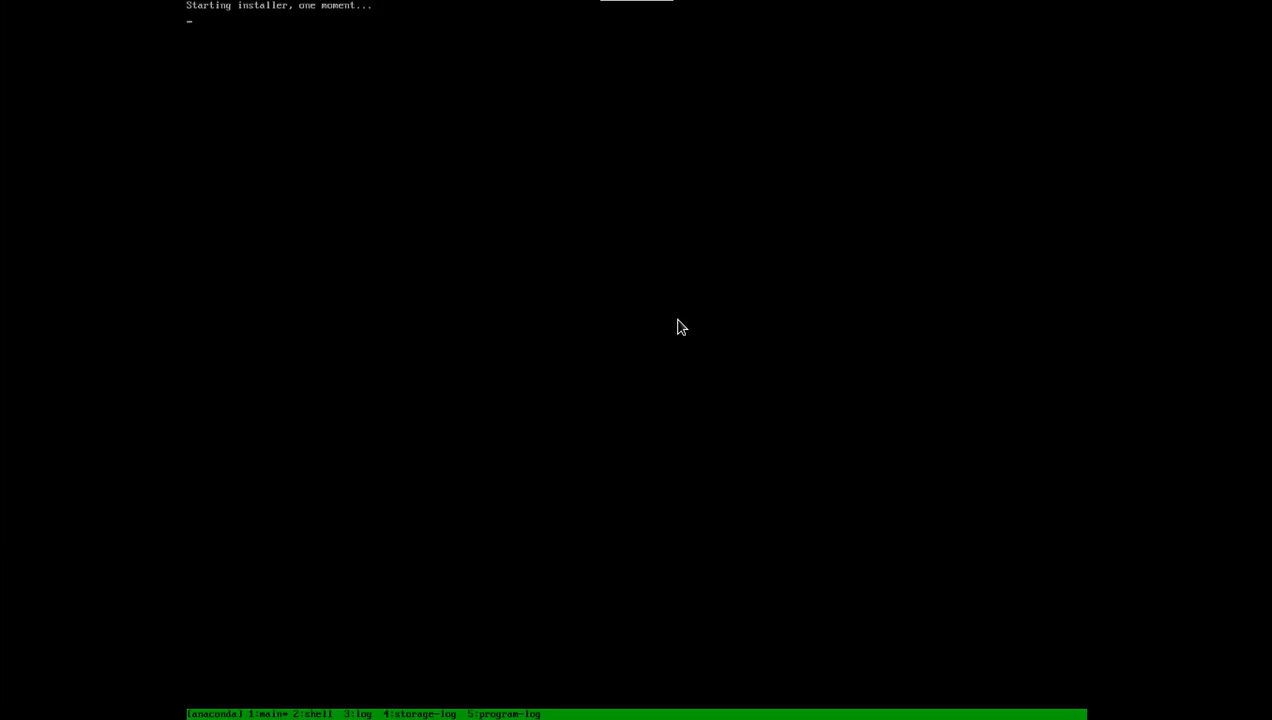 Starting installer, one moment...
[anaconda] 1:main* 2:shell  3:log  4:storage-log  5:program-log